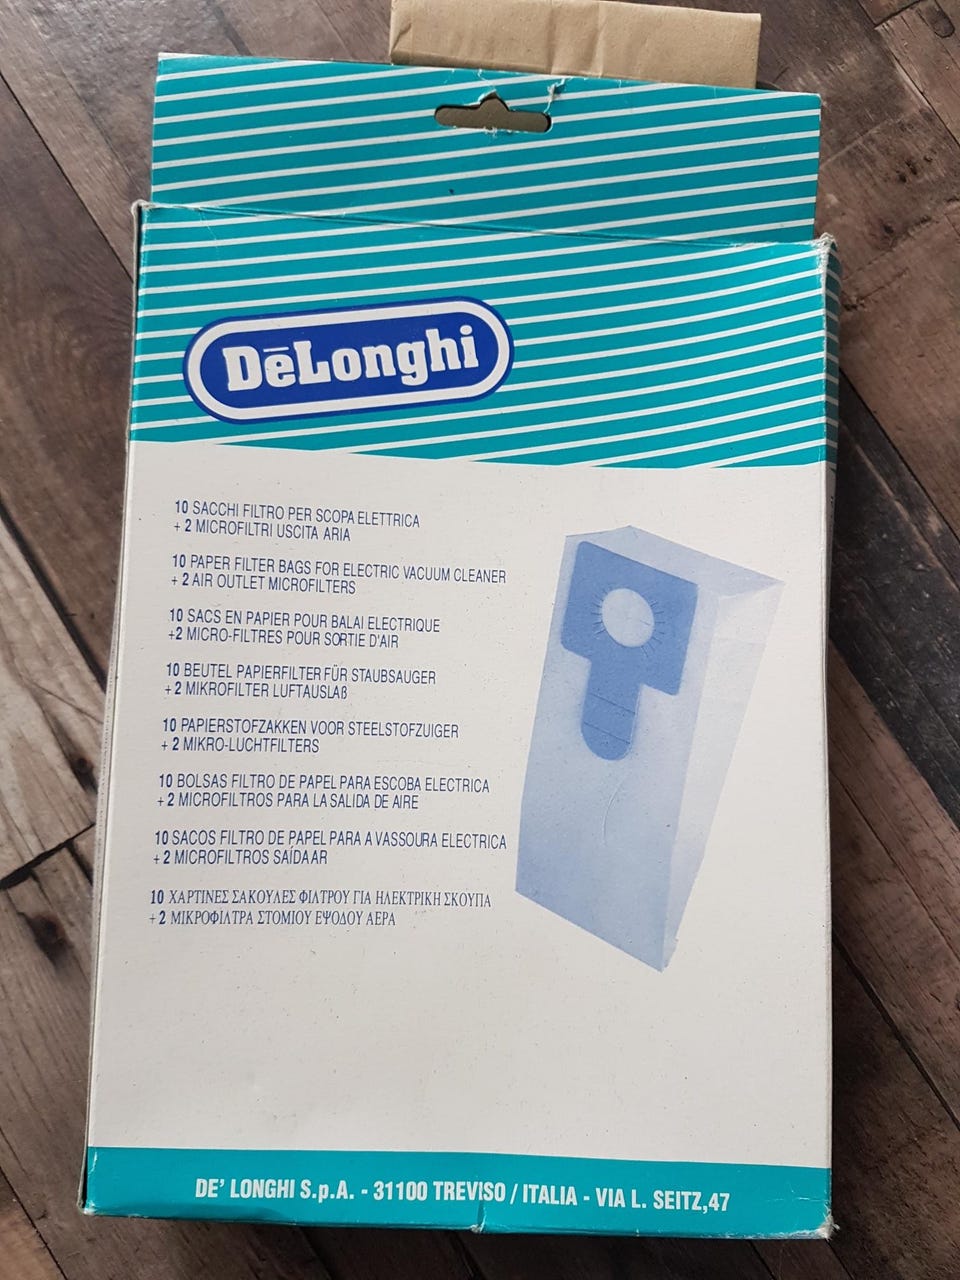 DēLonghi
10 SACCHI FILTRO PER SCOPA ELETTRICA
+ 2 MICROFILTRI USCITA ARIA
10 PAPER FILTER BAGS FOR ELECTRIC VACUUM CLEANER
+ 2 AIR OUTLET MICROFILTERS
10 SACS EN PAPIER POUR BALAI ELECTRIQUE
+2 MICRO-FILTRES POUR SORTIE D'AIR
10 BEUTEL PAPIERFILTER FÜR STAUBSAUGER
+ 2 MIKROFILTER LUFTAUSLAß
10 PAPIERSTOFZAKKEN VOOR STEELSTOFZUIGER
+ 2 MIKRO-LUCHTFILTERS
10 BOLSAS FILTRO DE PAPEL PARA ESCOBA ELECTRICA
+ 2 MICROFILTROS PARA LA SALIDA DE AIRE
10 SACOS FILTRO DE PAPEL PARA A VASSOURA ELECTRICA
+ 2 MICROFILTROS SAÍDA AR
10 ΧΑΡΤΙΝΕΣ ΣΑΚΟΥΛΕΣ ΦΙΛΤΡΟΥ ΓΙΑ ΗΛΕΚΤΡΙΚΗ ΣΚΟΥΠΑ
+ 2 ΜΙΚΡΟΦΙΛΤΡΑ ΣΤΟΜΙΟΥ ΕΨΟΔΟΥ ΑΕΡΑ
DE' LONGHI S.p.A. - 31100 TREVISO / ITALIA - VIA L. SEITZ,47